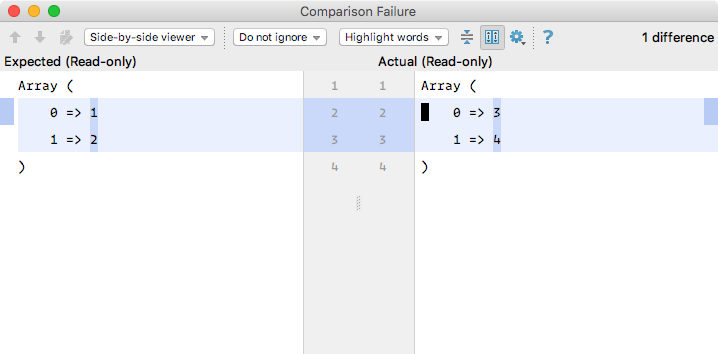 Comparison Failure
Side-by-side viewer Do not ignore Highlight words ? 1 difference
Expected (Read-only) Actual (Read-only)
Array ( 1 1 Array (
0 => 1 2 2 0 => 3
1 => 2 3 3 1 => 4
) 4 4 )